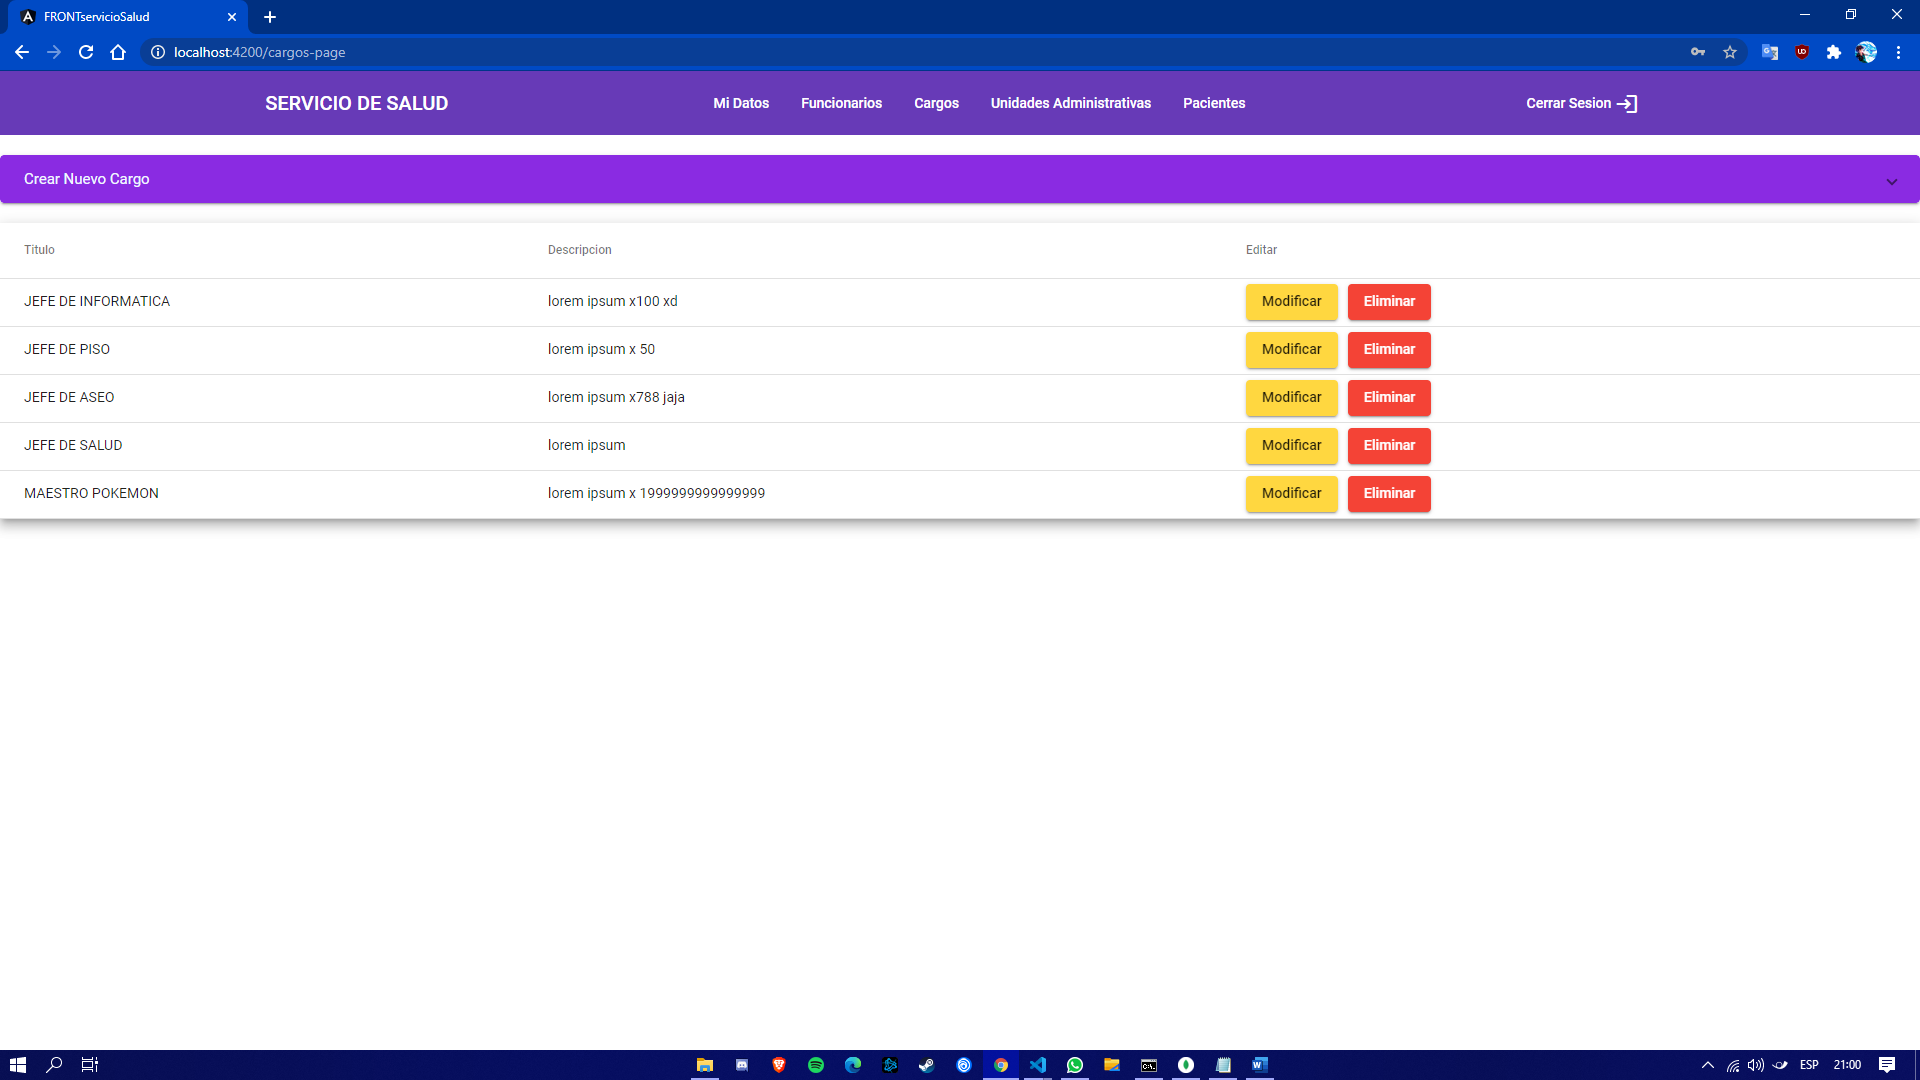 FRONTservicioSalud
localhost:4200/cargos-page
SERVICIO DE SALUD Mi Datos Funcionarios Cargos Unidades Administrativas Pacientes Cerrar Sesion
Crear Nuevo Cargo
Titulo Descripcion Editar
JEFE DE INFORMATICA lorem ipsum x100 xd Modificar Eliminar
JEFE DE PISO lorem ipsum x 50 Modificar Eliminar
JEFE DE ASEO lorem ipsum x788 jaja Modificar Eliminar
JEFE DE SALUD lorem ipsum Modificar Eliminar
MAESTRO POKEMON lorem ipsum x 1999999999999999 Modificar Eliminar
ESP 21:00